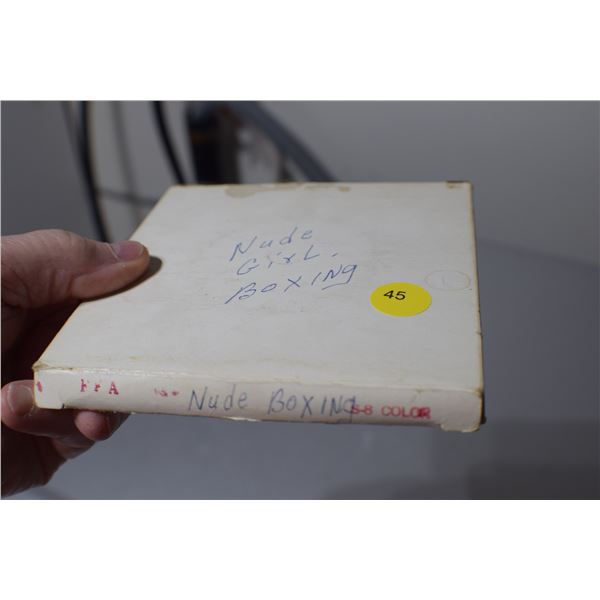 Nude
Girl.
Boxing
45
FFA Nude Boxing S-8 COLOR